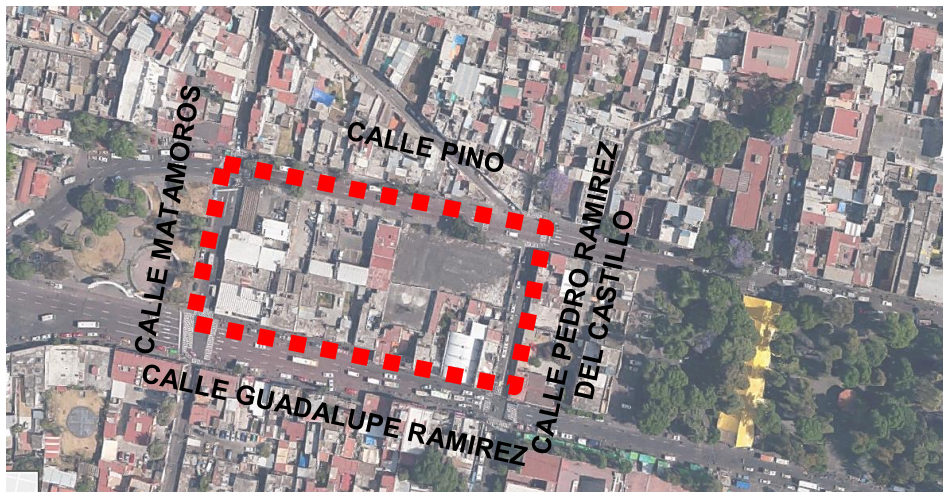 CALLE MATAMOROS
CALLE PINO
CALLE PEDRO RAMIREZ
DEL CASTILLO
CALLE GUADALUPE RAMIREZ